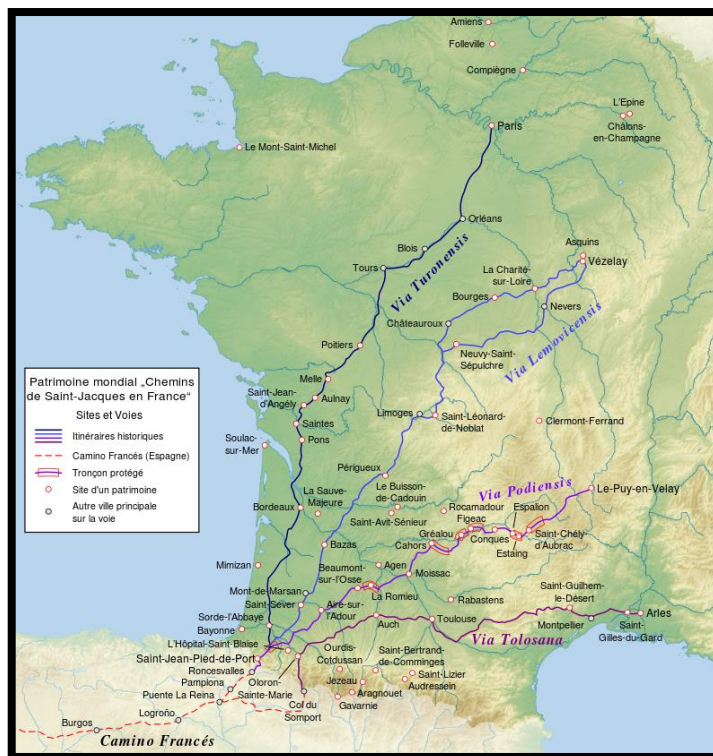 Amiens
Folleville
Compiègne
L'Epine
Châlons-
en-Champagne
Paris
Le Mont-Saint-Michel
Orléans
Blois
Tours
Via Turonensis
Asquins
Vézelay
La Charité-
sur-Loire
Bourges
Nevers
Châteauroux
Via Lemovicensis
Neuvy-Saint-
Sépulchre
Poitiers
Melle
Aulnay
Saint-Jean-
d'Angély
Saintes
Pons
Limoges
Saint-Léonard-
de-Noblat
Clermont-Ferrand
Soulac-
sur-Mer
Patrimoine mondial „Chemins
de Saint-Jacques en France“
Sites et Voies
Itinéraires historiques
Camino Francés (Espagne)
Tronçon protégé
Site d'un patrimoine
Autre ville principale
sur la voie
Périgueux
Le Buisson-
de-Cadouin
Saint-Avit-Sénieur
La Sauve-
Majeure
Bordeaux
Via Podiensis
Le-Puy-en-Velay
Rocamadour
Figeac
Gréalou
Espalion
Conques
Estaing
Saint-Chély-
d'Aubrac
Cahors
Bazas
Mimizan
Beaumont-
sur-l'Osse
Agen
Moissac
La Romieu
Mont-de-Marsan
Saint-Sever
Aire-sur-
l'Adour
Sorde-l'Abbaye
Bayonne
Rabastens
Auch
Toulouse
Saint-Guilhem-
le-Désert
Montpellier
Arles
Saint-
Gilles-du-Gard
Via Tolosana
L'Hôpital-Saint-Blaise
Saint-Jean-Pied-de-Port
Roncesvalles
Pamplona
Puente La Reina
Oloron-
Sainte-Marie
Col du
Somport
Ourdis-
Cotdussan
Saint-Bertrand-
de-Comminges
Saint-Lizier
Audressein
Jezeau
Aragnouet
Gavarnie
Logroño
Burgos
Camino Francés